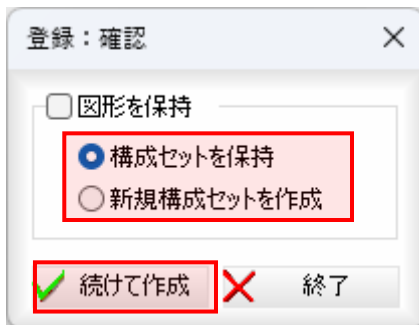 登録：確認
図形を保持
構成セットを保持
新規構成セットを作成
続けて作成
終了